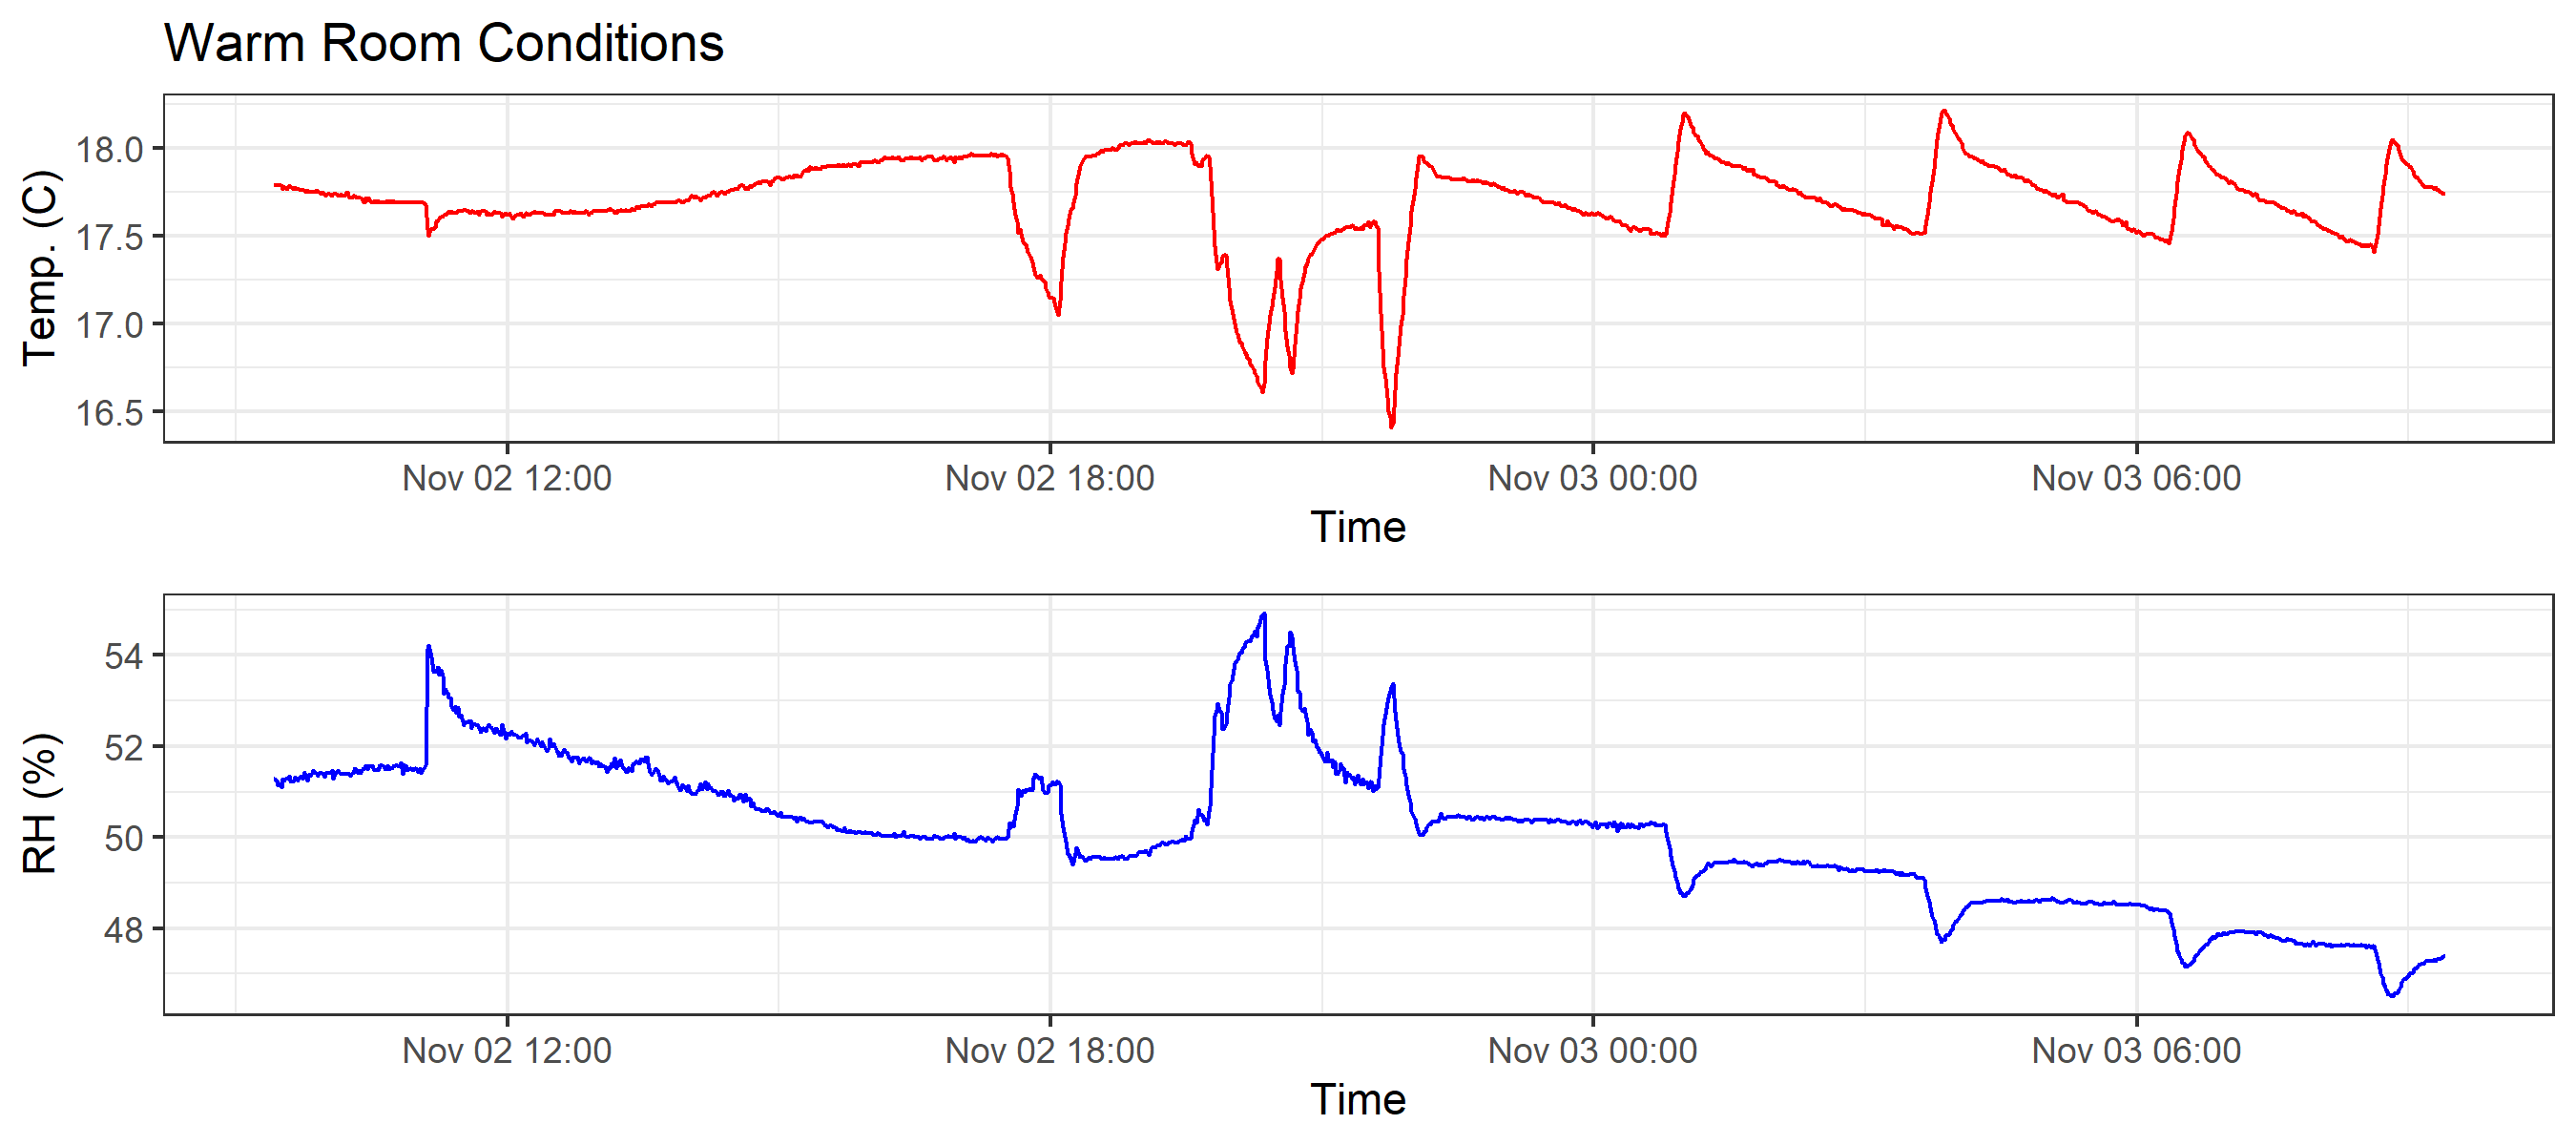 Warm Room Conditions
Temp. (C)
18.0
17.5
17.0
16.5
Nov 02 12:00 Nov 02 18:00 Nov 03 00:00 Nov 03 06:00
Time
RH (%)
54
52
50
48
Nov 02 12:00 Nov 02 18:00 Nov 03 00:00 Nov 03 06:00
Time